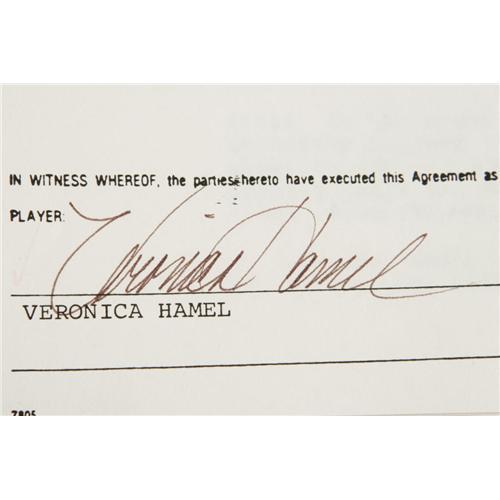 IN WITNESS WHEREOF, the parties hereto have executed this Agreement as
PLAYER:
Veronica Hamel
VERONICA HAMEL
7805